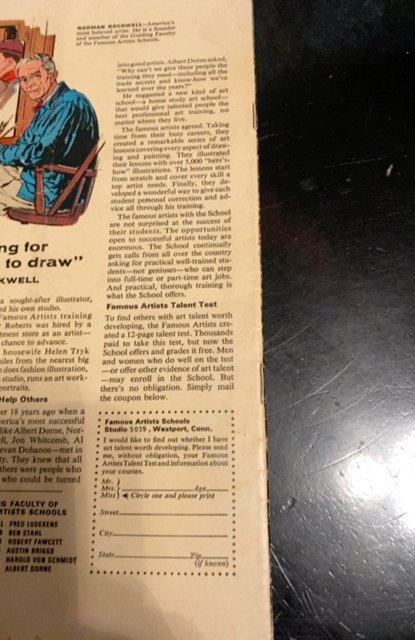 NORMAN ROCKWELL—America's
most beloved artist. He is a founder
and member of the Guiding Faculty
of the Famous Artists Schools.
ng for
to draw"
KWELL
a sought-after illustrator,
ed his own studio.
Famous Artists training
Roberts was hired by a
tment store as an artist—
chance to advance.
housewife Helen Tryk
miles from the nearest big
e does fashion illustration,
studio, runs an art work-
portraits.
Help Others
er 18 years ago when a
merica's most successful
like Albert Dorne, Nor-
ell, Jon Whitcomb, Al
evan Dohanos—met in
ty. They knew that all
there were people who
who could be turned
G FACULTY OF
RTISTS SCHOOLS
FRED LUDEKENS
BEN STAHL
ROBERT FAWCETT
AUSTIN BRIGGS
HAROLD VON SCHMIDT
ALBERT DORNE
into good artists. Albert Dorne asked,
"Why can't we give these people the
training they need—including all the
trade secrets and know-how we've
learned over the years?"
He suggested a new kind of art
school—a home study art school—
that would give talented people the
best professional art training, no
matter where they live.
The famous artists agreed. Taking
time from their busy careers, they
created a remarkable series of art
lessons covering every aspect of draw-
ing and painting. They illustrated
their lessons with over 5,000 "here's-
how" illustrations. The lessons start
from scratch and cover every skill a
top artist needs. Finally, they de-
veloped a wonderful way to give each
student personal correction and ad-
vice all through his training.
The famous artists with the School
are not surprised at the success of
their students. The opportunities
open to successful artists today are
enormous. The School continually
gets calls from all over the country
asking for practical well-trained stu-
dents—not geniuses—who can step
into full-time or part-time art jobs.
And practical, thorough training is
what the School offers.
Famous Artists Talent Test
To find others with art talent worth
developing, the Famous Artists cre-
ated a 12-page talent test. Thousands
paid to take this test, but now the
School offers and grades it free. Men
and women who do well on the test
—or offer other evidence of art talent
—may enroll in the School. But
there's no obligation. Simply mail
the coupon below.
Famous Artists Schools
Studio 5039, Westport, Conn.
I would like to find out whether I have
art talent worth developing. Please send
me, without obligation, your Famous
Artists Talent Test and information about
your courses.
Mr.
Mrs. Age
Miss Circle one and please print
Street
City
State Zip
(if known)